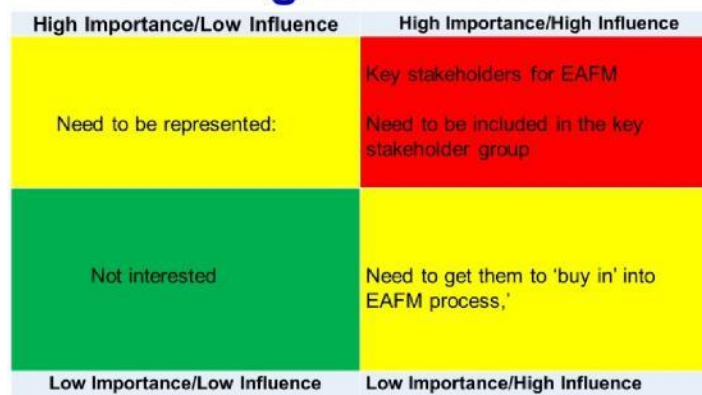 High Importance/Low Influence
High Importance/High Influence
Need to be represented:
Key stakeholders for EAFM
Need to be included in the key
stakeholder group
Not interested
Need to get them to ‘buy in’ into
EAFM process,’
Low Importance/Low Influence
Low Importance/High Influence